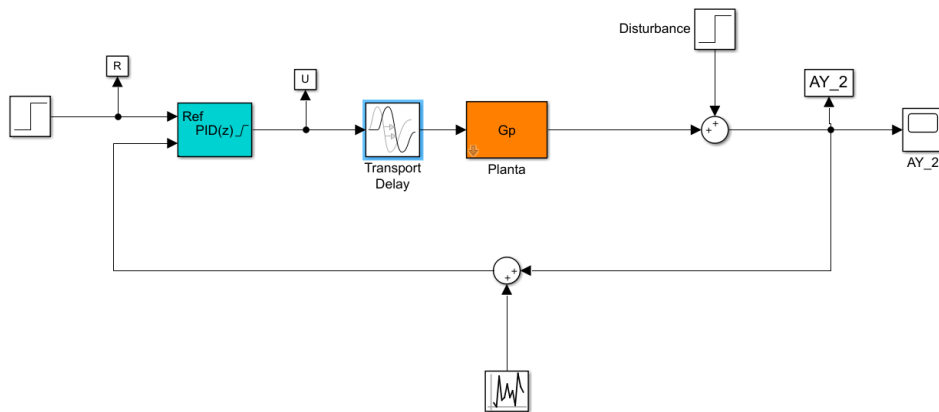 Disturbance
R
U
AY_2
Ref
PID(z)
Gp
Transport
Delay
Planta
AY_2